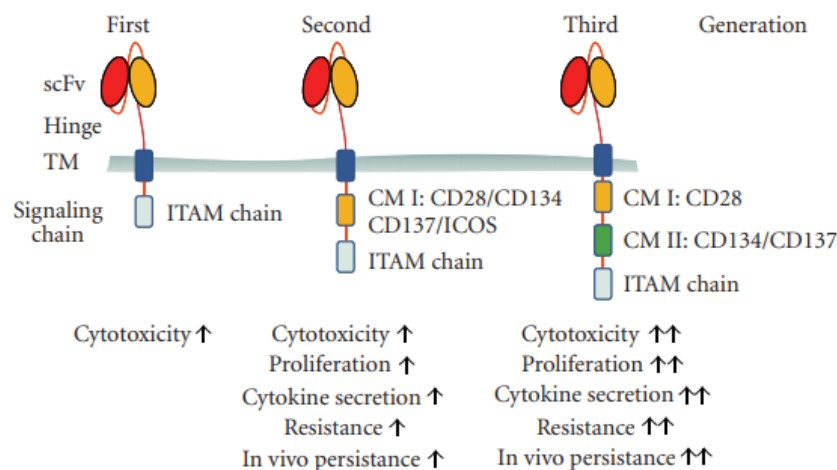 First Second Third Generation
scFv
Hinge
TM
Signaling
chain
ITAM chain
CM I: CD28/CD134
CD137/ICOS
ITAM chain
CM I: CD28
CM II: CD134/CD137
ITAM chain
Cytotoxicity ↑ Cytotoxicity ↑ Cytotoxicity ↑↑
Proliferation ↑ Proliferation ↑↑
Cytokine secretion ↑ Cytokine secretion ↑↑
Resistance ↑ Resistance ↑↑
In vivo persistance ↑ In vivo persistance ↑↑